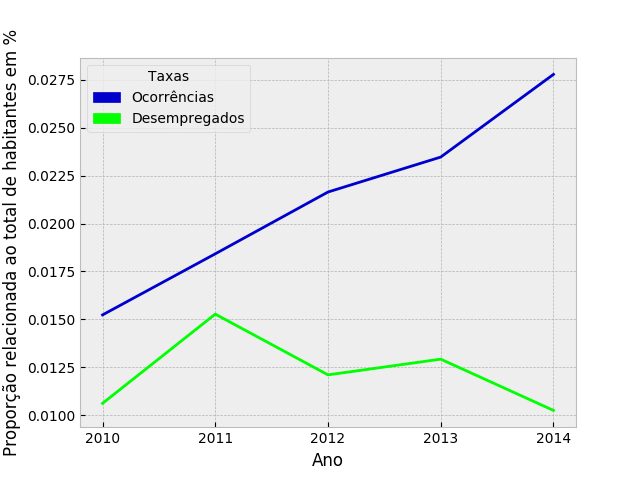 Proporção relacionada ao total de habitantes em %
0.0275
0.0250
0.0225
0.0200
0.0175
0.0150
0.0125
0.0100
Taxas
Ocorrências
Desempregados
2010 2011 2012 2013 2014
Ano